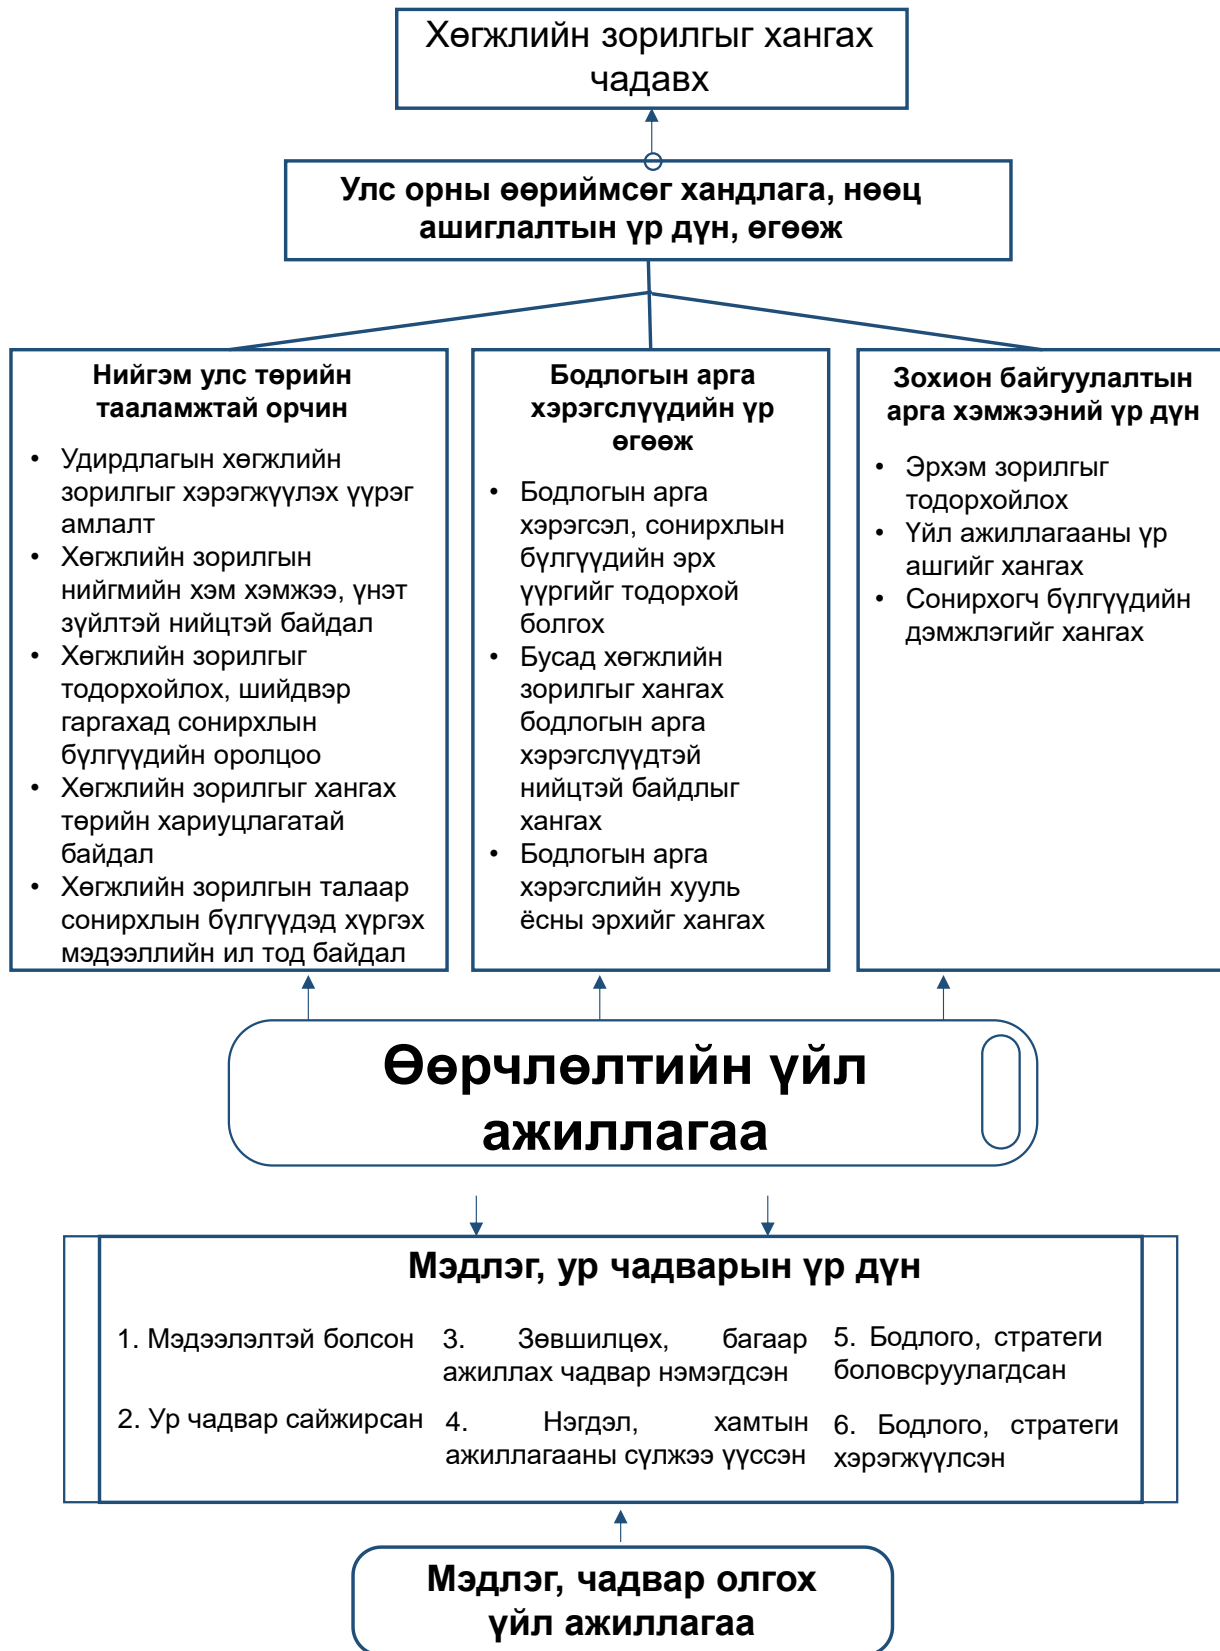 Хөгжлийн зорилгыг хангах
чадавх
Улс орны өөриймсөг хандлага, нөөц
ашиглалтын үр дүн, өгөөж
Нийгэм улс төрийн
тааламжтай орчин
• Удирдлагын хөгжлийн
зорилгыг хэрэгжүүлэх үүрэг
амлалт
• Хөгжлийн зорилгын
нийгмийн хэм хэмжээ, үнэт
зүйлтэй нийцтэй байдал
• Хөгжлийн зорилгыг
тодорхойлох, шийдвэр
гаргахад сонирхлын
бүлгүүдийн оролцоо
• Хөгжлийн зорилгыг хангах
төрийн хариуцлагатай
байдал
• Хөгжлийн зорилгын талаар
сонирхлын бүлгүүдэд хүргэх
мэдээллийн ил тод байдал
Бодлогын арга
хэрэгслүүдийн үр
өгөөж
• Бодлогын арга
хэрэгсэл, сонирхлын
бүлгүүдийн эрх
үүргийг тодорхой
болгох
• Бусад хөгжлийн
зорилгыг хангах
бодлогын арга
хэрэгслүүдтэй
нийцтэй байдлыг
хангах
• Бодлогын арга
хэрэгслийн хууль
ёсны эрхийг хангах
Зохион байгуулалтын
арга хэмжээний үр дүн
• Эрхэм зорилгыг
тодорхойлох
• Үйл ажиллагааны үр
ашгийг хангах
• Сонирхогч бүлгүүдийн
дэмжлэгийг хангах
Өөрчлөлтийн үйл
ажиллагаа
Мэдлэг, ур чадварын үр дүн
1. Мэдээлэлтэй болсон
2. Ур чадвар сайжирсан
3. Зөвшилцөх, багаар
ажиллах чадвар нэмэгдсэн
4. Нэгдэл, хамтын
ажиллагааны сүлжээ үүссэн
5. Бодлого, стратеги
боловсруулагдсан
6. Бодлого, стратеги
хэрэгжүүлсэн
Мэдлэг, чадвар олгох
үйл ажиллагаа